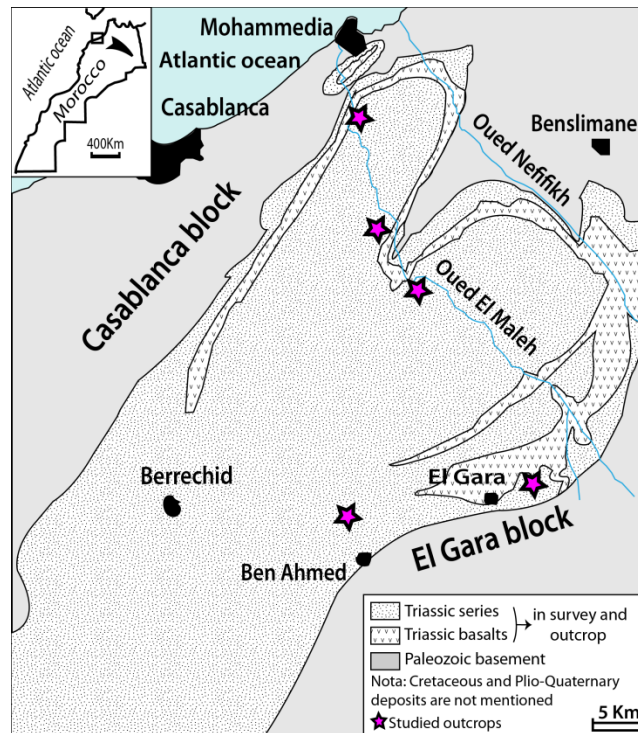 Atlantic ocean
Morocco
400Km
Mohammedia
Atlantic ocean
Casablanca
Benslimane
Oued Neffifkh
Casablanca block
Oued El Maleh
Berrechid
El Gara
El Gara block
Ben Ahmed
Triassic series
Triassic basalts
in survey and
outcrop
Paleozoic basement
Nota: Cretaceous and Plio-Quaternary
deposits are not mentioned
Studied outcrops
5 Km